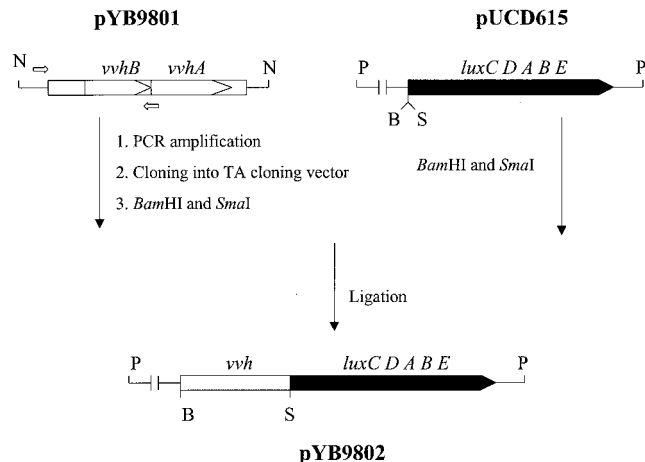 pYB9801
pUCD615
N
vvhB
vvhA
N
P
luxC D A B E
P
B
S
1. PCR amplification
2. Cloning into TA cloning vector
3. BamHI and SmaI
BamHI and SmaI
Ligation
P
vvh
luxC D A B E
P
B
S
pYB9802